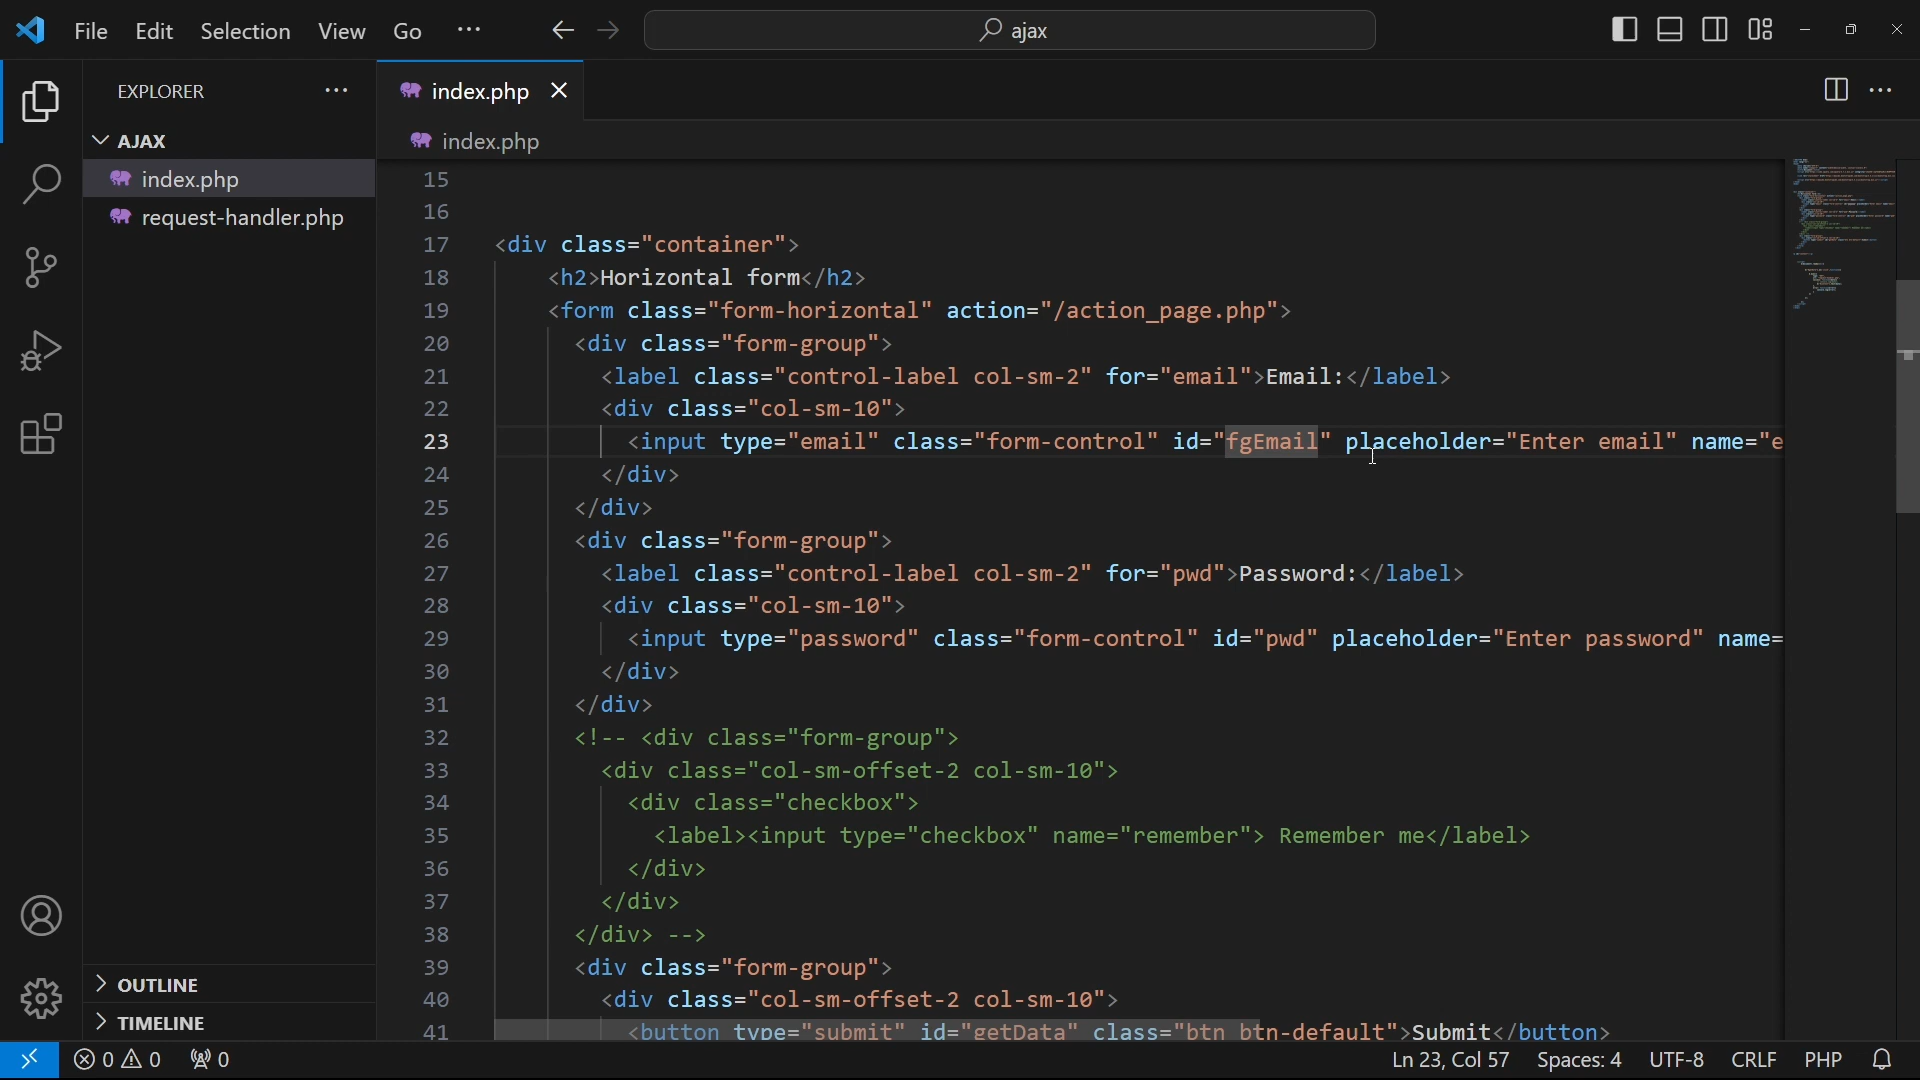 File Edit Selection View Go ··· ajax
EXPLORER ···
AJAX
index.php
request-handler.php
OUTLINE
TIMELINE
index.php
index.php
15
16
17 <div class="container">
18 <h2>Horizontal form</h2>
19 <form class="form-horizontal" action="/action_page.php">
20 <div class="form-group">
21 <label class="control-label col-sm-2" for="email">Email:</label>
22 <div class="col-sm-10">
23 <input type="email" class="form-control" id="fgEmail" placeholder="Enter email" name="e
24 </div>
25 </div>
26 <div class="form-group">
27 <label class="control-label col-sm-2" for="pwd">Password:</label>
28 <div class="col-sm-10">
29 <input type="password" class="form-control" id="pwd" placeholder="Enter password" name=
30 </div>
31 </div>
32 <!-- <div class="form-group">
33 <div class="col-sm-offset-2 col-sm-10">
34 <div class="checkbox">
35 <label><input type="checkbox" name="remember"> Remember me</label>
36 </div>
37 </div>
38 </div> -->
39 <div class="form-group">
40 <div class="col-sm-offset-2 col-sm-10">
41 <button type="submit" id="getData" class="btn btn-default">Submit</button>
0 0 0 Ln 23, Col 57 Spaces: 4 UTF-8 CRLF PHP